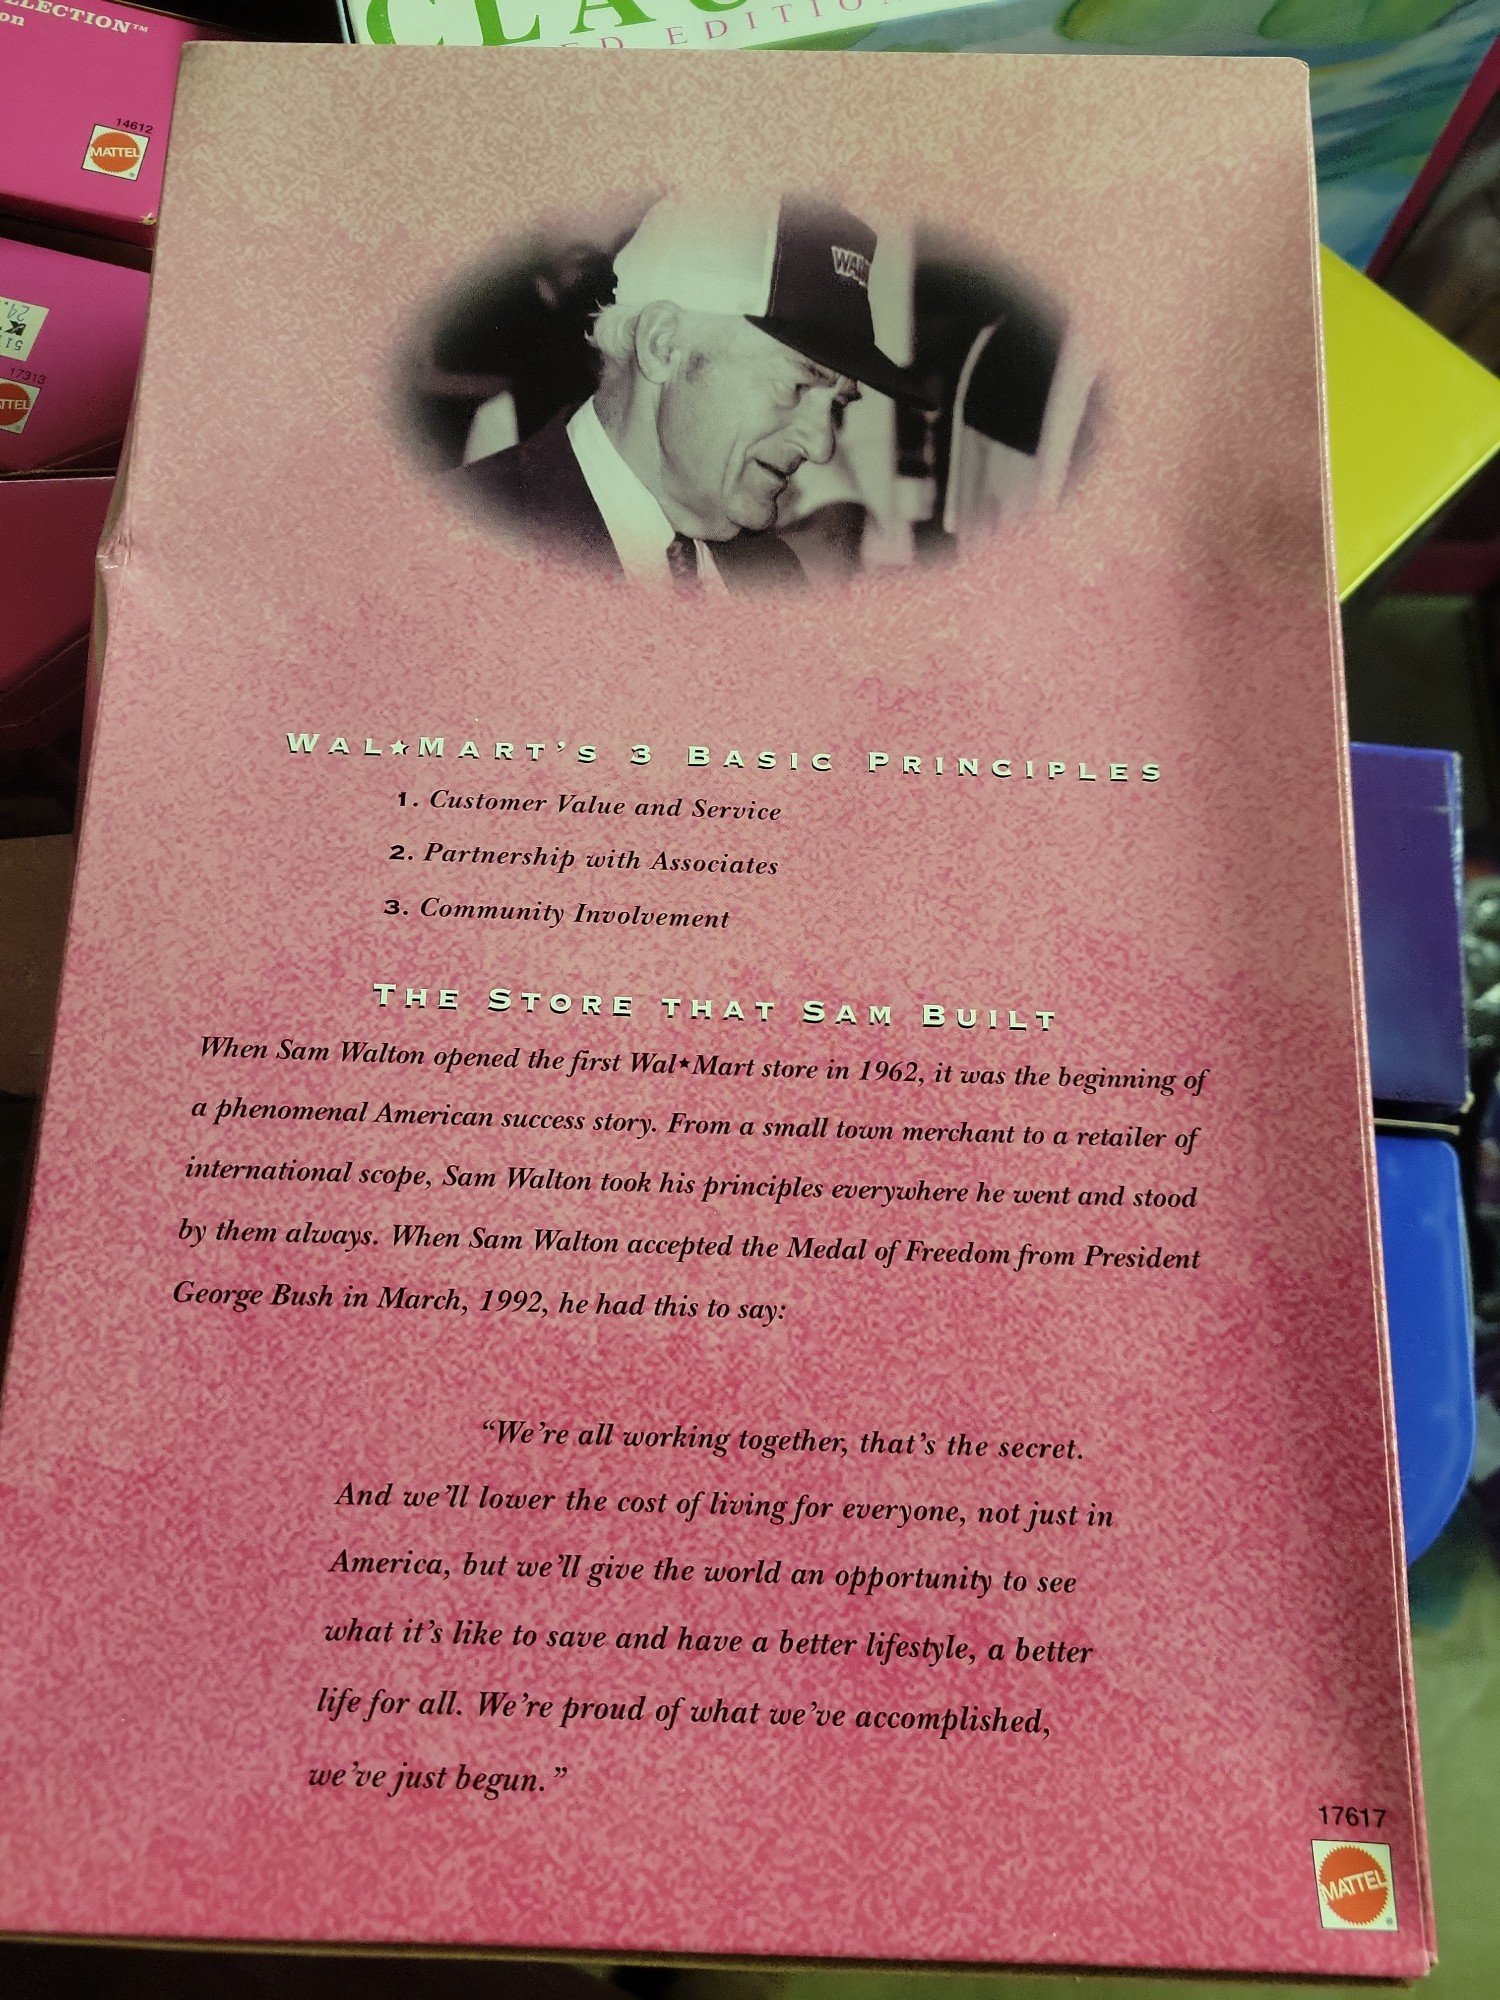 LLECTION™
on
14612
MATTEL
CLAU
ED EDITION
17313
WAL★MART'S 3 BASIC PRINCIPLES
1. Customer Value and Service
2. Partnership with Associates
3. Community Involvement
THE STORE THAT SAM BUILT
When Sam Walton opened the first Wal★Mart store in 1962, it was the beginning of
a phenomenal American success story. From a small town merchant to a retailer of
international scope, Sam Walton took his principles everywhere he went and stood
by them always. When Sam Walton accepted the Medal of Freedom from President
George Bush in March, 1992, he had this to say:
“We’re all working together, that’s the secret.
And we’ll lower the cost of living for everyone, not just in
America, but we’ll give the world an opportunity to see
what it’s like to save and have a better lifestyle, a better
life for all. We’re proud of what we’ve accomplished,
we’ve just begun.”
17617
MATTEL
®